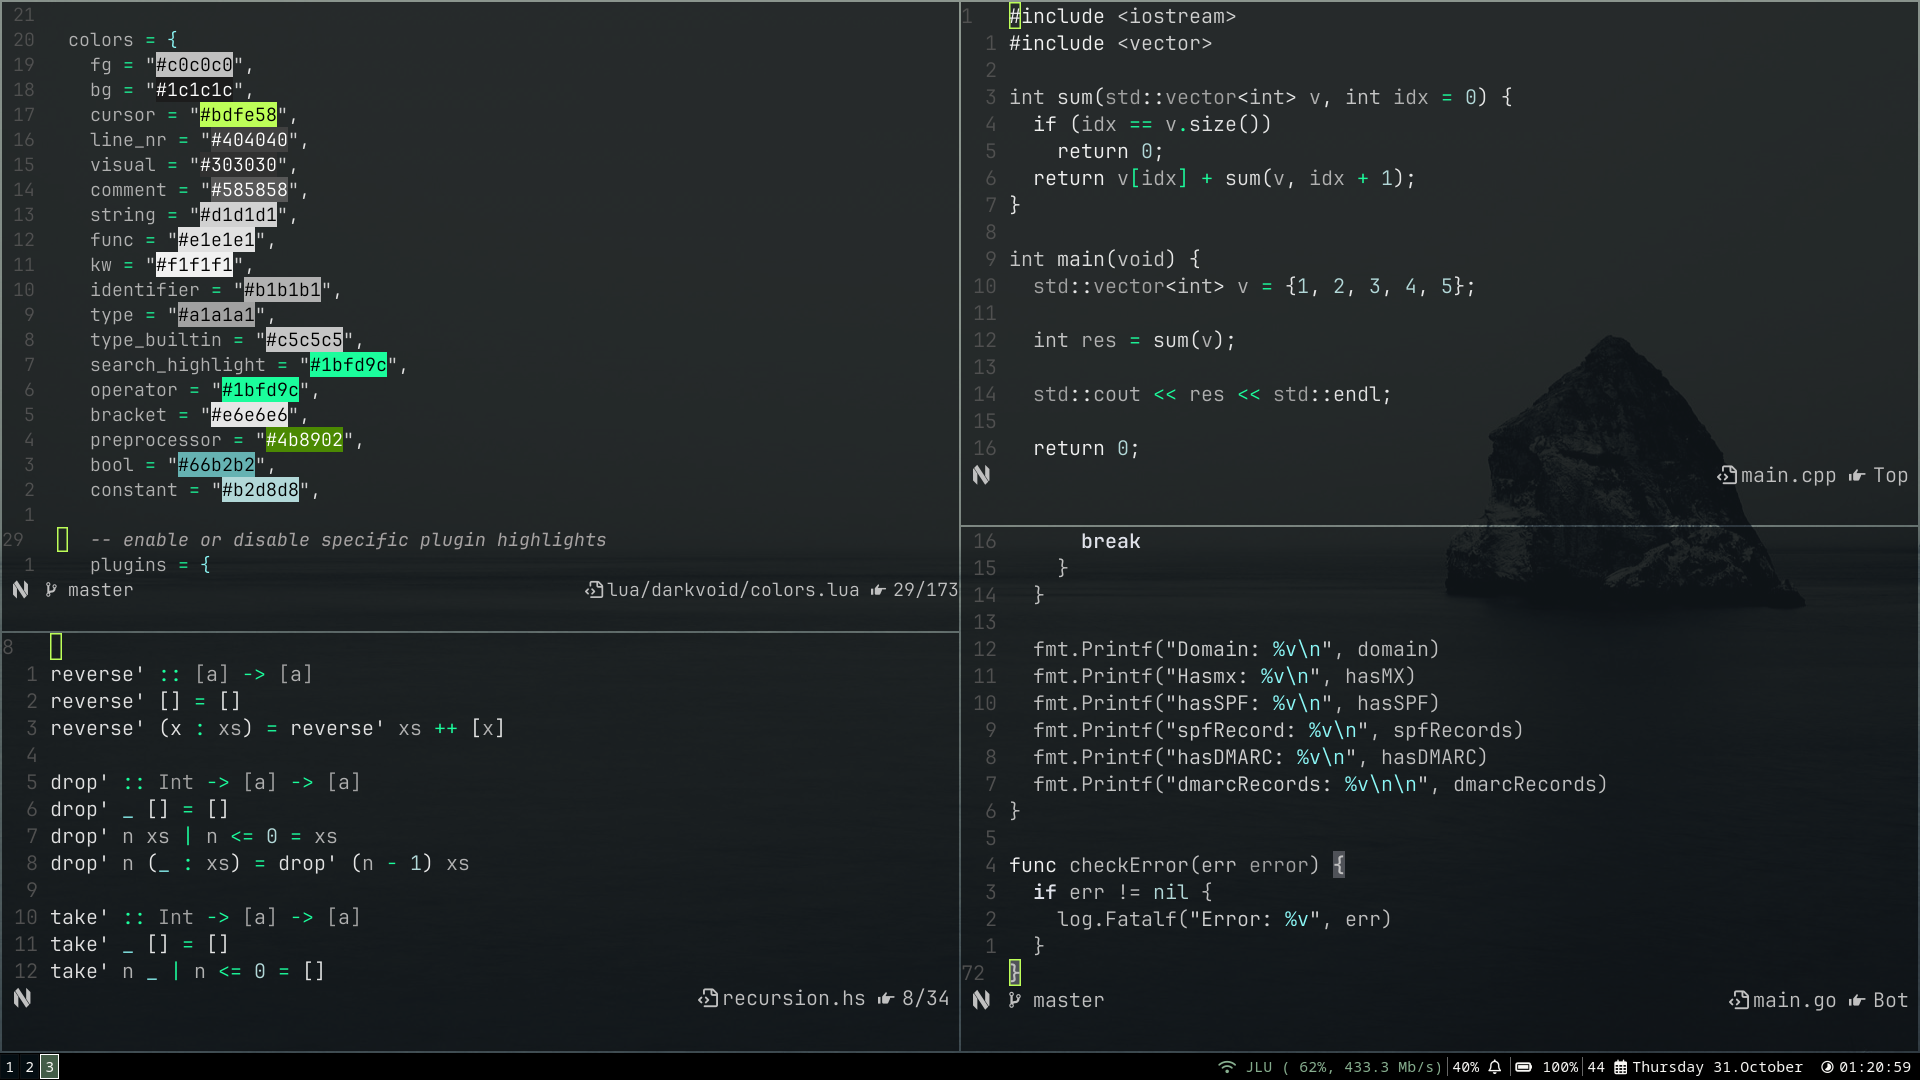 21
20 colors = {
19 fg = "#c0c0c0",
18 bg = "#1c1c1c",
17 cursor = "#bdfe58",
16 line_nr = "#404040",
15 visual = "#303030",
14 comment = "#585858",
13 string = "#d1d1d1",
12 func = "#e1e1e1",
11 kw = "#f1f1f1",
10 identifier = "#b1b1b1",
9 type = "#a1a1a1",
8 type_builtin = "#c5c5c5",
7 search_highlight = "#1bfd9c",
6 operator = "#1bfd9c",
5 bracket = "#e6e6e6",
4 preprocessor = "#4b8902",
3 bool = "#66b2b2",
2 constant = "#b2d8d8",
1
29 -- enable or disable specific plugin highlights
1 plugins = {
master lua/darkvoid/colors.lua 29/173
8
1 reverse' :: [a] -> [a]
2 reverse' [] = []
3 reverse' (x : xs) = reverse' xs ++ [x]
4
5 drop' :: Int -> [a] -> [a]
6 drop' _ [] = []
7 drop' n xs | n <= 0 = xs
8 drop' n (_ : xs) = drop' (n - 1) xs
9
10 take' :: Int -> [a] -> [a]
11 take' _ [] = []
12 take' n _ | n <= 0 = []
recursion.hs 8/34
1 #include <iostream>
1 #include <vector>
2
3 int sum(std::vector<int> v, int idx = 0) {
4 if (idx == v.size())
5 return 0;
6 return v[idx] + sum(v, idx + 1);
7 }
8
9 int main(void) {
10 std::vector<int> v = {1, 2, 3, 4, 5};
11
12 int res = sum(v);
13
14 std::cout << res << std::endl;
15
16 return 0;
main.cpp Top
16 break
15 }
14 }
13
12 fmt.Printf("Domain: %v\n", domain)
11 fmt.Printf("Hasmx: %v\n", hasMX)
10 fmt.Printf("hasSPF: %v\n", hasSPF)
9 fmt.Printf("spfRecord: %v\n", spfRecords)
8 fmt.Printf("hasDMARC: %v\n", hasDMARC)
7 fmt.Printf("dmarcRecords: %v\n\n", dmarcRecords)
6 }
5
4 func checkError(err error) {
3 if err != nil {
2 log.Fatalf("Error: %v", err)
1 }
72 }
master main.go Bot
1 2 3 JLU ( 62%, 433.3 Mb/s) 40% 100% 44 Thursday 31.October 01:20:59